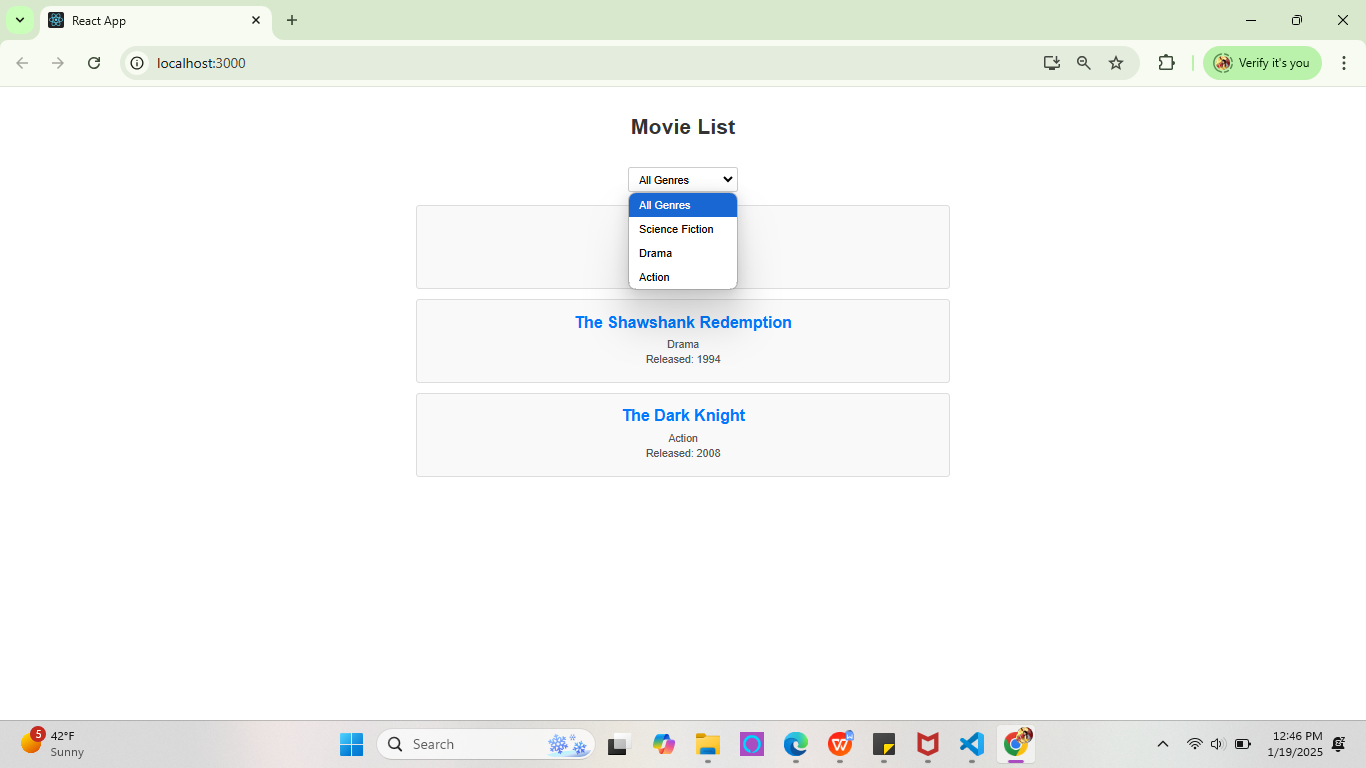 React App
localhost:3000
Verify it's you
Movie List
All Genres
All Genres
Science Fiction
Drama
Action
The Shawshank Redemption
Drama
Released: 1994
The Dark Knight
Action
Released: 2008
5
42°F
Sunny
Search
12:46 PM
1/19/2025